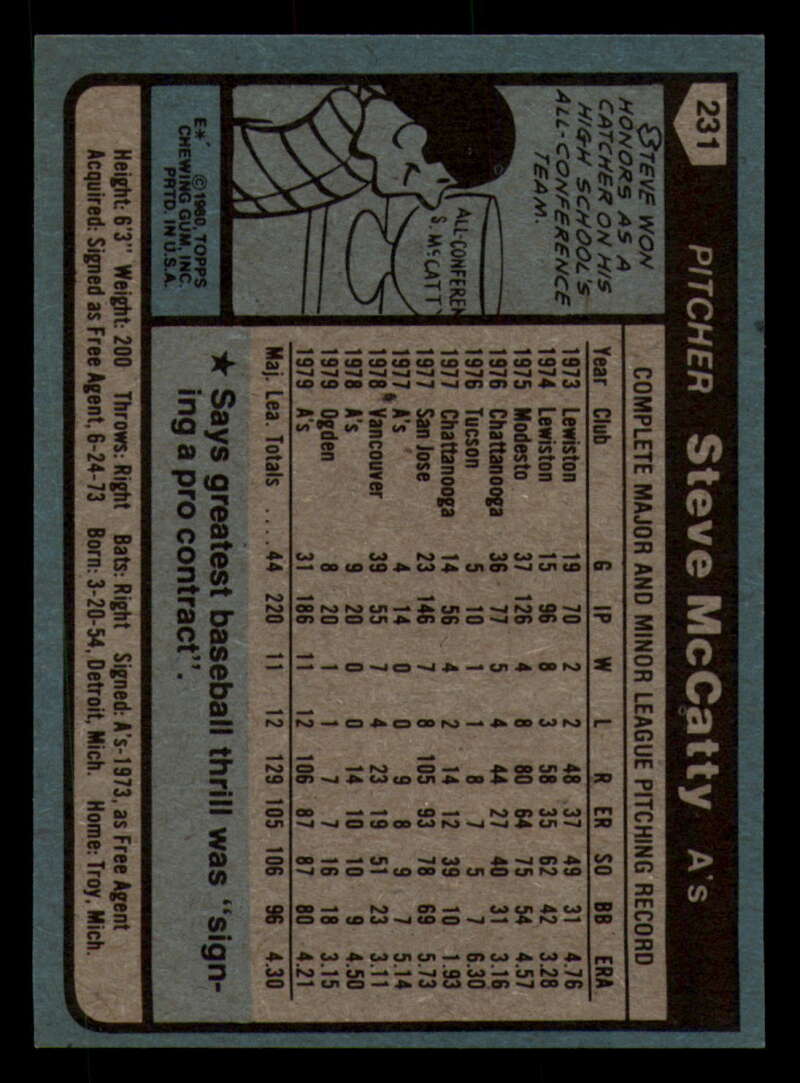 231 PITCHER Steve McCatty A's
STEVE WON
HONORS AS A
CATCHER ON HIS
HIGH SCHOOL'S
ALL-CONFERENCE
TEAM.
ALL-CONFEREN
S. McCATT
E* © 1980 TOPPS
CHEWING GUM, INC.
PRTD. IN U.S.A.
COMPLETE MAJOR AND MINOR LEAGUE PITCHING RECORD
Year Club G IP W L R ER SO BB ERA
1973 Lewiston 19 70 2 2 48 37 49 31 4.76
1974 Lewiston 15 96 8 3 58 35 62 42 3.28
1975 Modesto 37 126 4 8 80 64 75 54 4.57
1976 Chattanooga 36 77 5 4 44 27 40 31 3.16
1976 Tucson 5 10 1 1 8 7 5 7 6.30
1977 Chattanooga 14 56 4 2 14 12 39 10 1.93
1977 San Jose 23 146 7 8 105 93 78 69 5.73
1977 A's 4 14 0 0 9 8 9 7 5.14
1978 Vancouver 39 55 7 4 23 19 51 23 3.11
1978 A's 9 20 0 0 14 10 10 9 4.50
1979 Ogden 8 20 1 1 7 7 16 18 3.15
1979 A's 31 186 11 12 106 87 87 80 4.21
Maj. Lea. Totals .... 44 220 11 12 129 105 106 96 4.30
★ Says greatest baseball thrill was "sign-
ing a pro contract".
Height: 6'3" Weight: 200 Throws: Right Bats: Right Signed: A's-1973, as Free Agent
Acquired: Signed as Free Agent, 6-24-73 Born: 3-20-54, Detroit, Mich. Home: Troy, Mich.